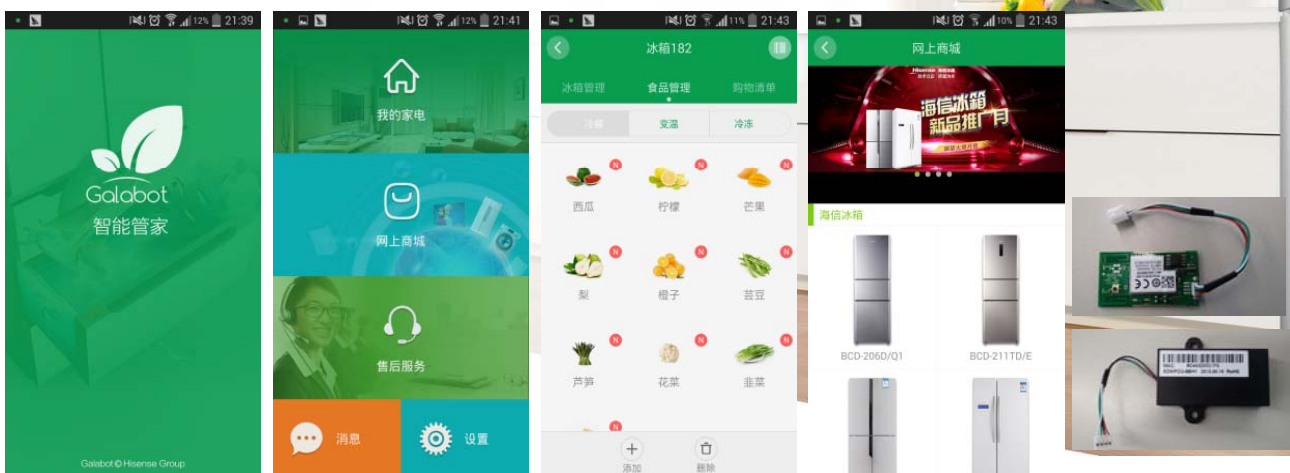 12% 21:39
Galabot
智能管家
Galabot © Hisense Group
12% 21:41
我的家电
网上商城
售后服务
消息
设置
11% 21:43
冰箱182
冰箱管理
食品管理
购物清单
冷藏
变温
冷冻
N
N
N
西瓜
柠檬
芒果
N
N
N
梨
橙子
芸豆
N
N
N
芦笋
花菜
韭菜
N
添加
删除
10% 21:43
网上商城
Hisense
海信冰箱
新品推广月
海信冰箱
BCD-206D/Q1
BCD-211TD/E